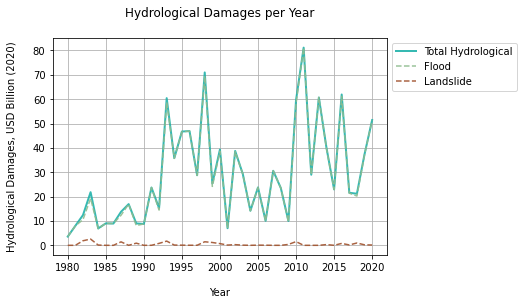 Hydrological Damages per Year
Hydrological Damages, USD Billion (2020)
80
70
60
50
40
30
20
10
0
1980 1985 1990 1995 2000 2005 2010 2015 2020
Year
Total Hydrological
Flood
Landslide